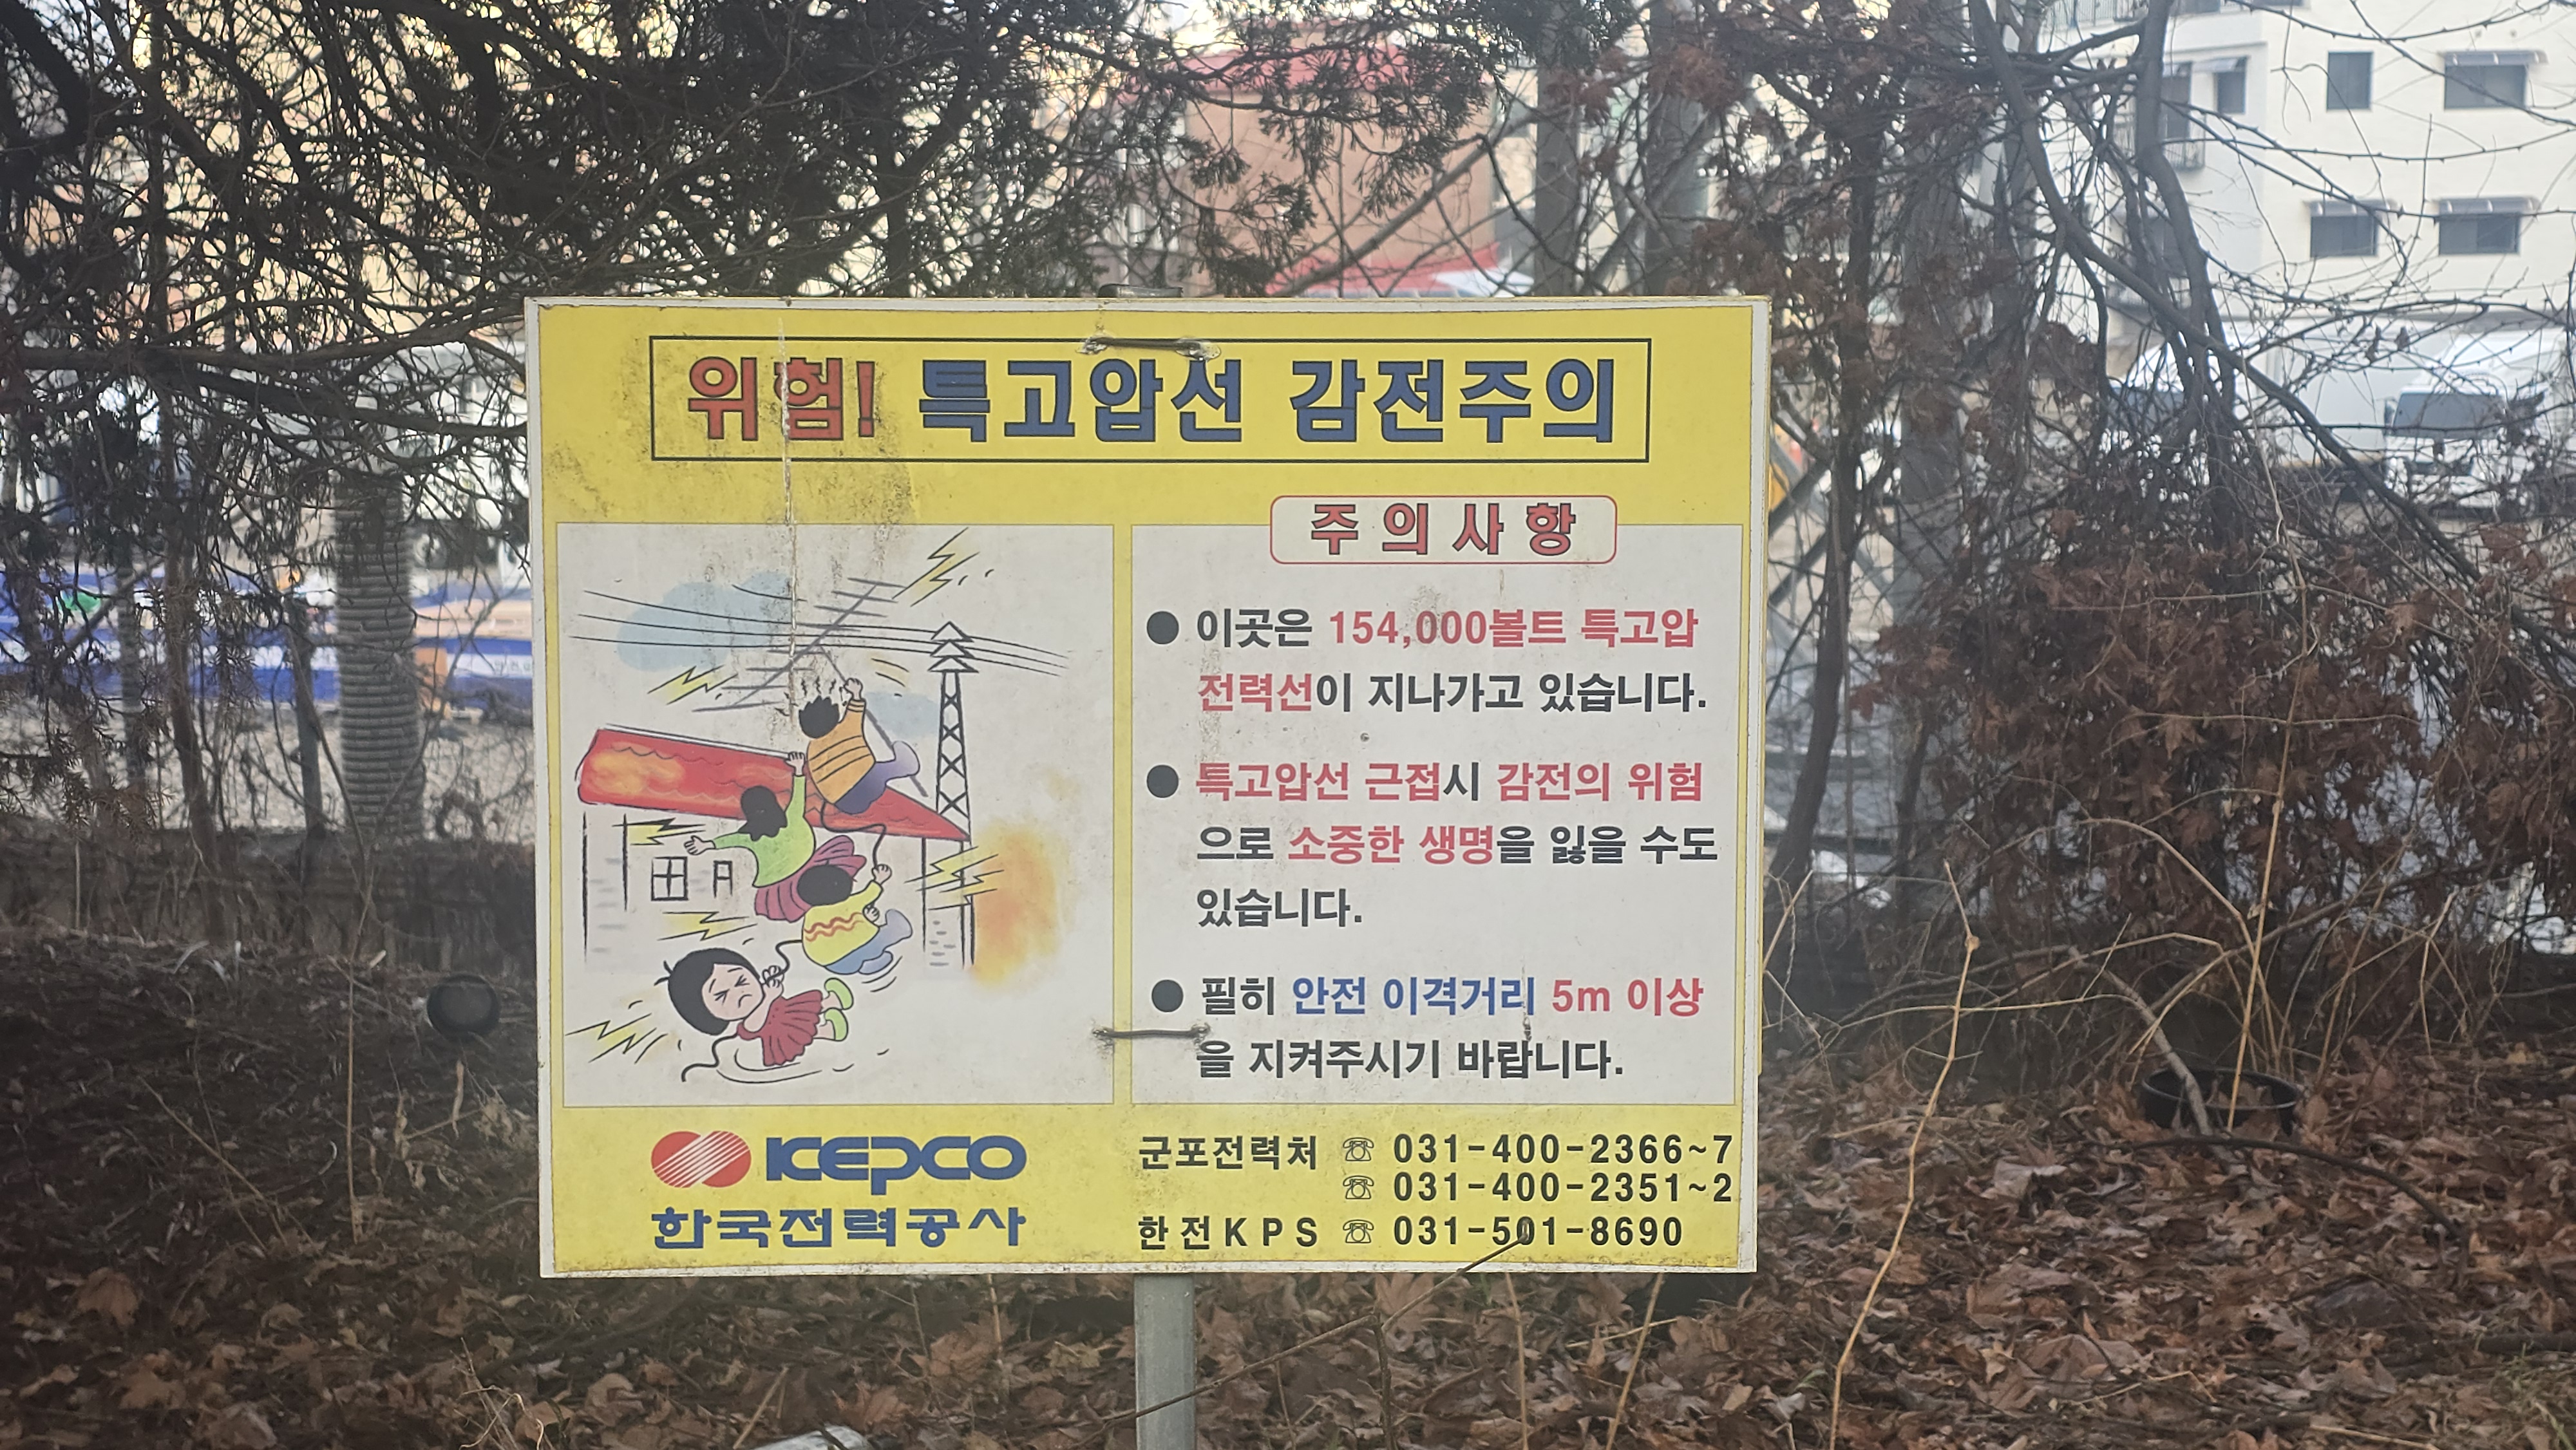 위험! 특고압선 감전주의
주의사항
● 이곳은 154,000볼트 특고압
전력선이 지나가고 있습니다.
● 특고압선 근접시 감전의 위험
으로 소중한 생명을 잃을 수도
있습니다.
● 필히 안전 이격거리 5m 이상
을 지켜주시기 바랍니다.
KEPCO
한국전력공사
군포전력처 ☏ 031-400-2366~7
☏ 031-400-2351~2
한전KPS ☏ 031-501-8690